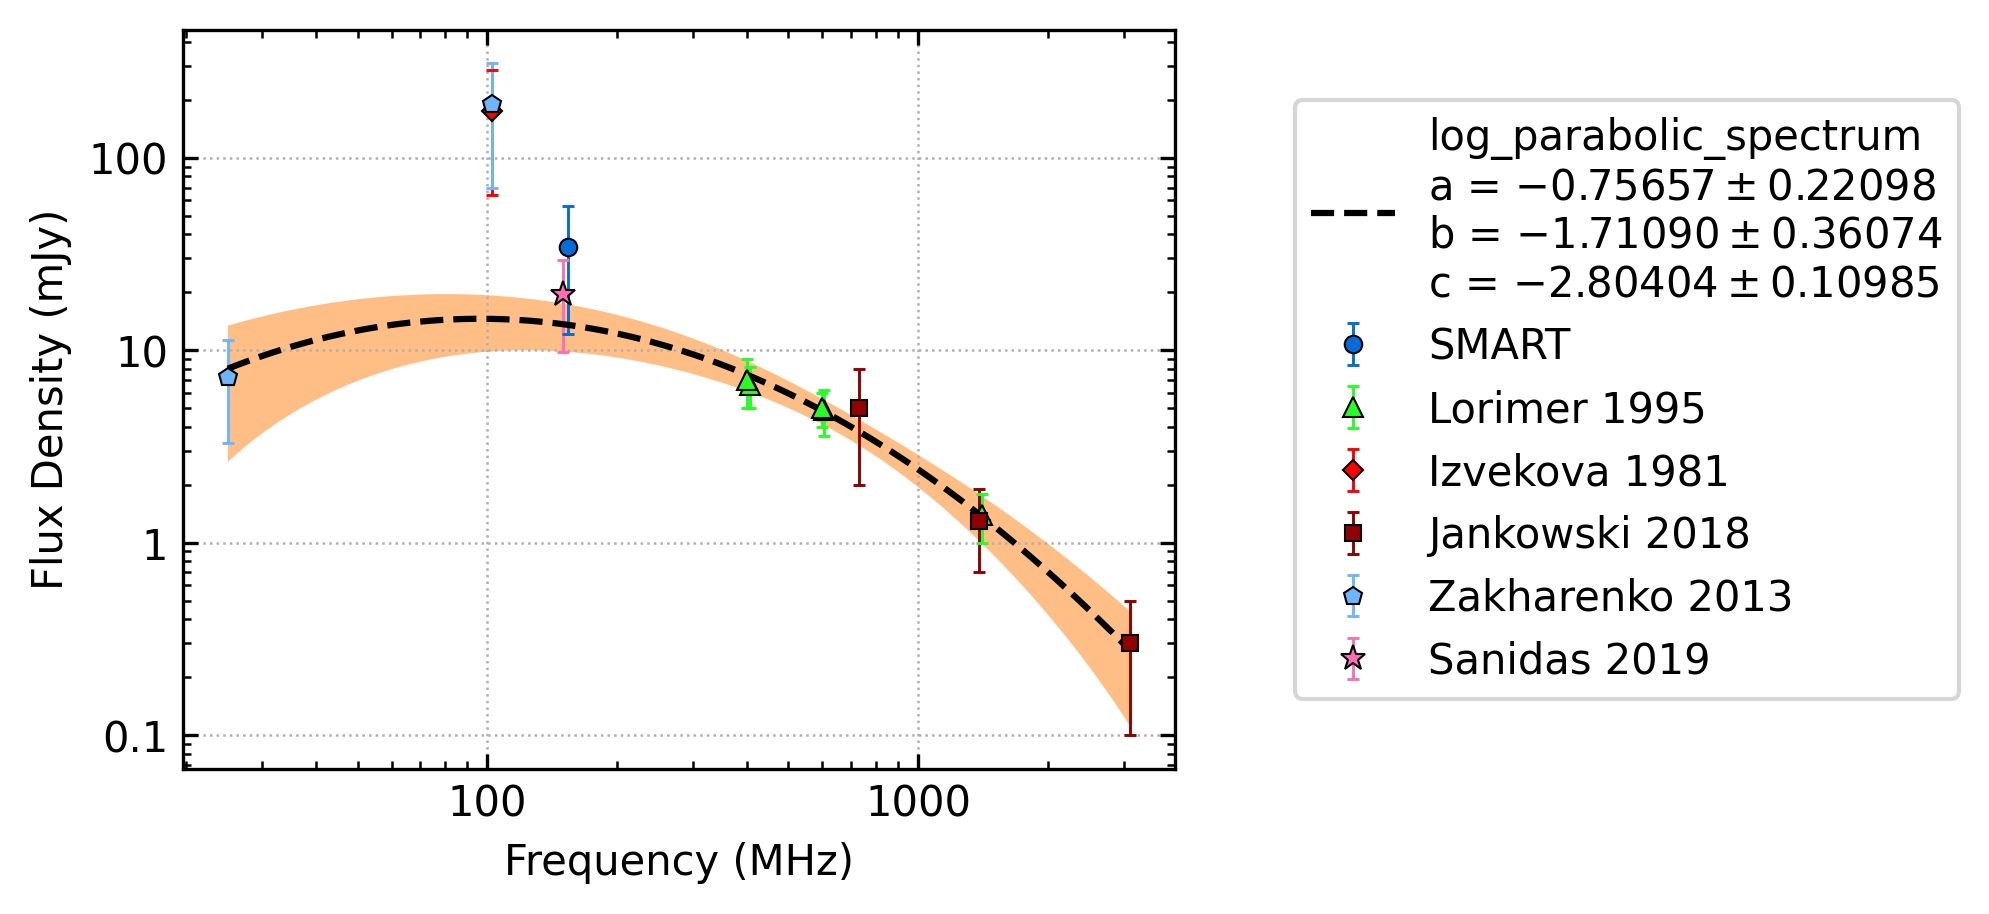 Flux Density (mJy)
100
10
1
0.1
100
1000
Frequency (MHz)
log_parabolic_spectrum
a = −0.75657 ± 0.22098
b = −1.71090 ± 0.36074
c = −2.80404 ± 0.10985
SMART
Lorimer 1995
Izvekova 1981
Jankowski 2018
Zakharenko 2013
Sanidas 2019